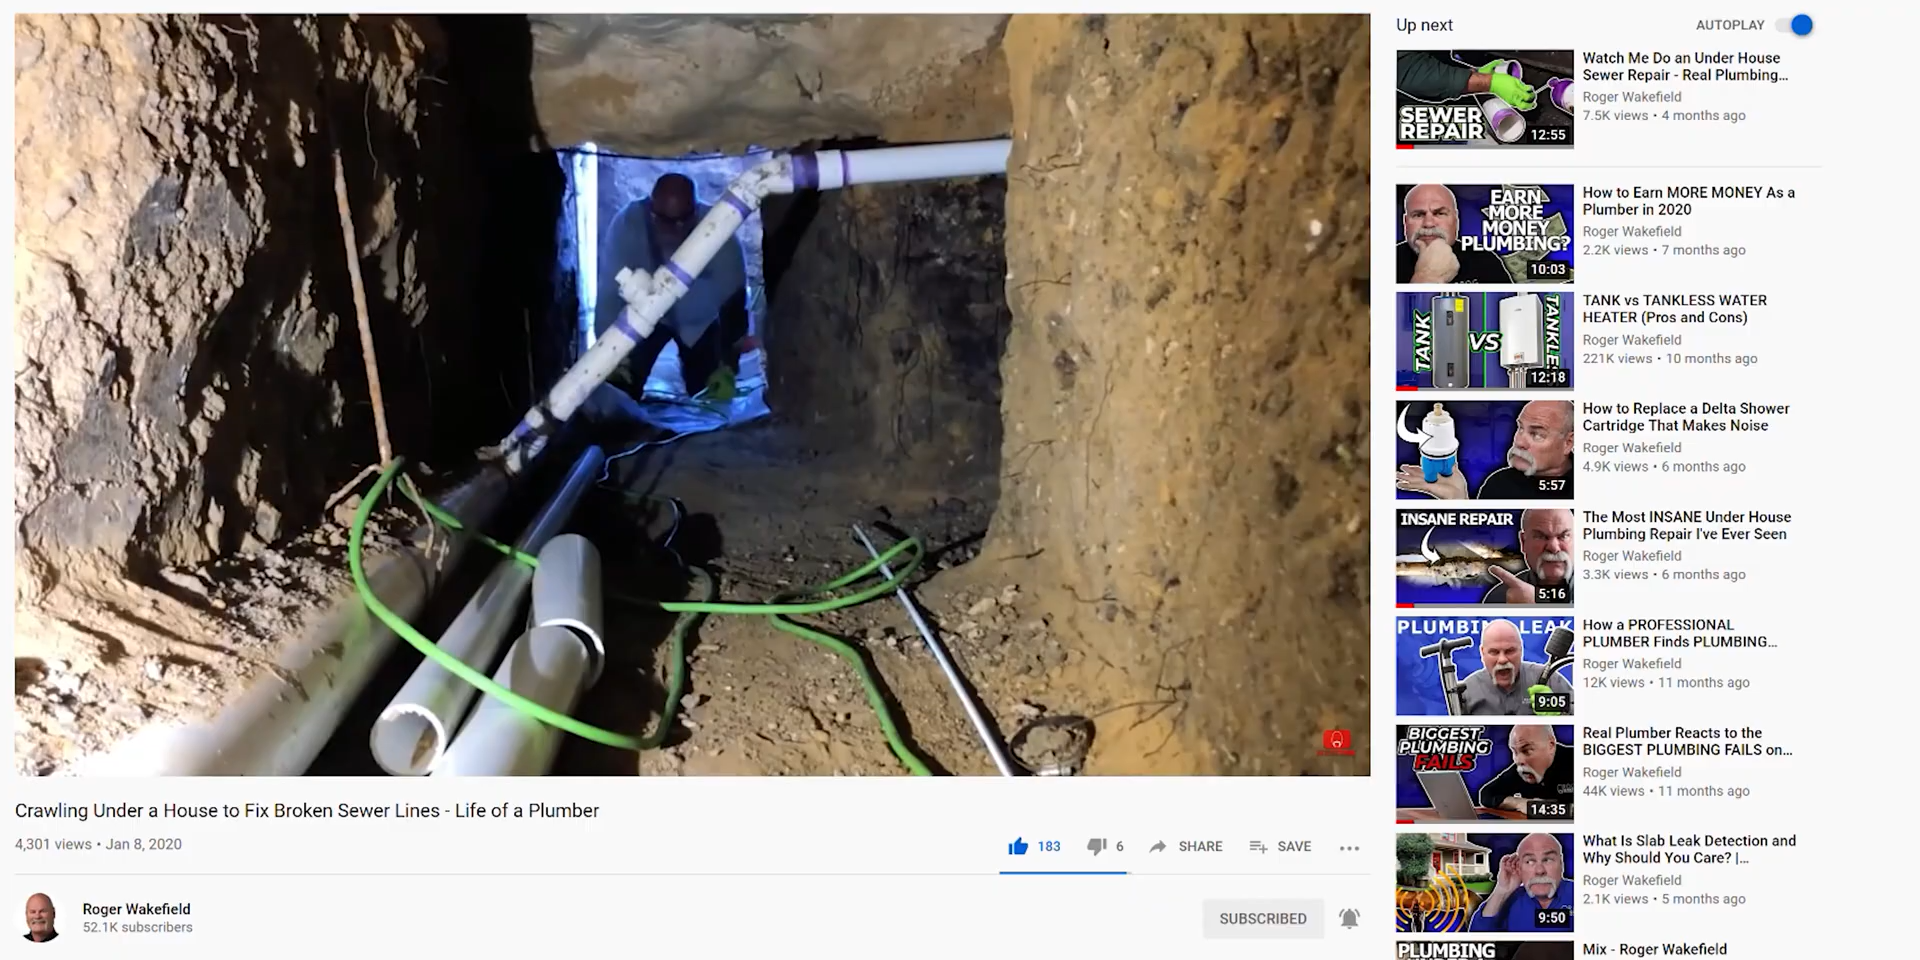 Crawling Under a House to Fix Broken Sewer Lines - Life of a Plumber
4,301 views • Jan 8, 2020
183
6
SHARE
SAVE
Roger Wakefield
52.1K subscribers
SUBSCRIBED
Up next
AUTOPLAY
SEWER
REPAIR
12:55
Watch Me Do an Under House
Sewer Repair - Real Plumbing...
Roger Wakefield
7.5K views • 4 months ago
EARN
MORE
MONEY
PLUMBING?
10:03
How to Earn MORE MONEY As a
Plumber in 2020
Roger Wakefield
2.2K views • 7 months ago
TANK
VS
TANKLE
12:18
TANK vs TANKLESS WATER
HEATER (Pros and Cons)
Roger Wakefield
221K views • 10 months ago
5:57
How to Replace a Delta Shower
Cartridge That Makes Noise
Roger Wakefield
4.9K views • 6 months ago
INSANE REPAIR
5:16
The Most INSANE Under House
Plumbing Repair I've Ever Seen
Roger Wakefield
3.3K views • 6 months ago
PLUMBIN LEAK
9:05
How a PROFESSIONAL
PLUMBER Finds PLUMBING...
Roger Wakefield
12K views • 11 months ago
BIGGEST
PLUMBING
FAILS
14:35
Real Plumber Reacts to the
BIGGEST PLUMBING FAILS on...
Roger Wakefield
44K views • 11 months ago
9:50
What Is Slab Leak Detection and
Why Should You Care? |...
Roger Wakefield
2.1K views • 5 months ago
PLUMBING
Mix - Roger Wakefield